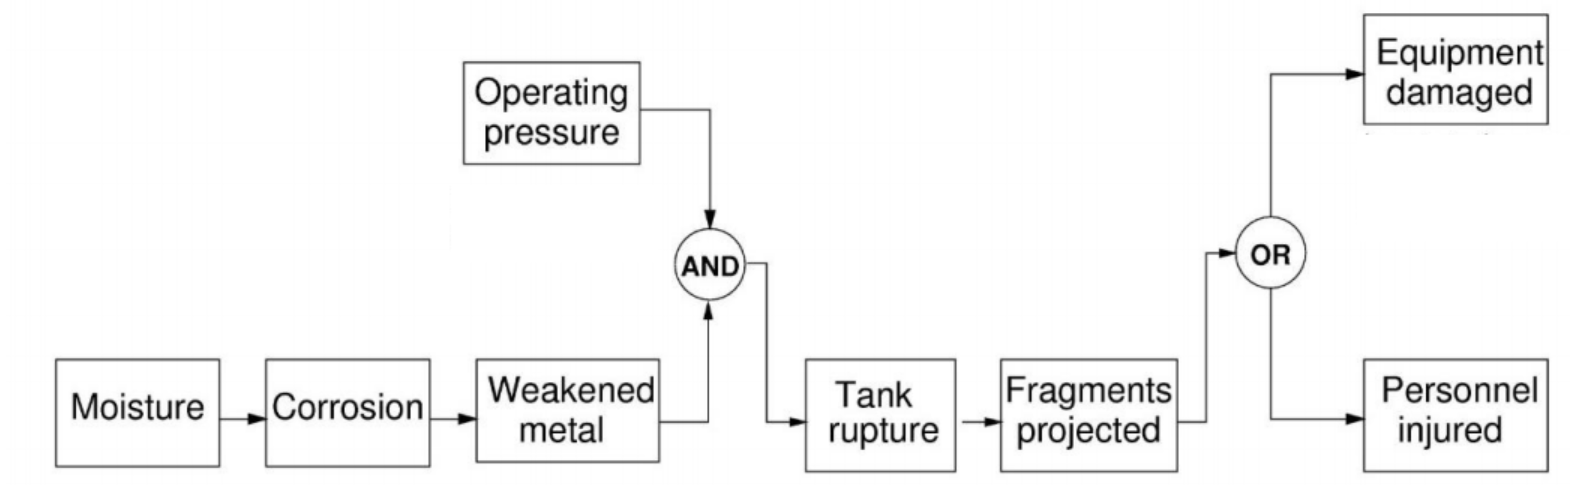 Equipment
damaged
Operating
pressure
AND
OR
Moisture
Corrosion
Weakened
metal
Tank
rupture
Fragments
projected
Personnel
injured